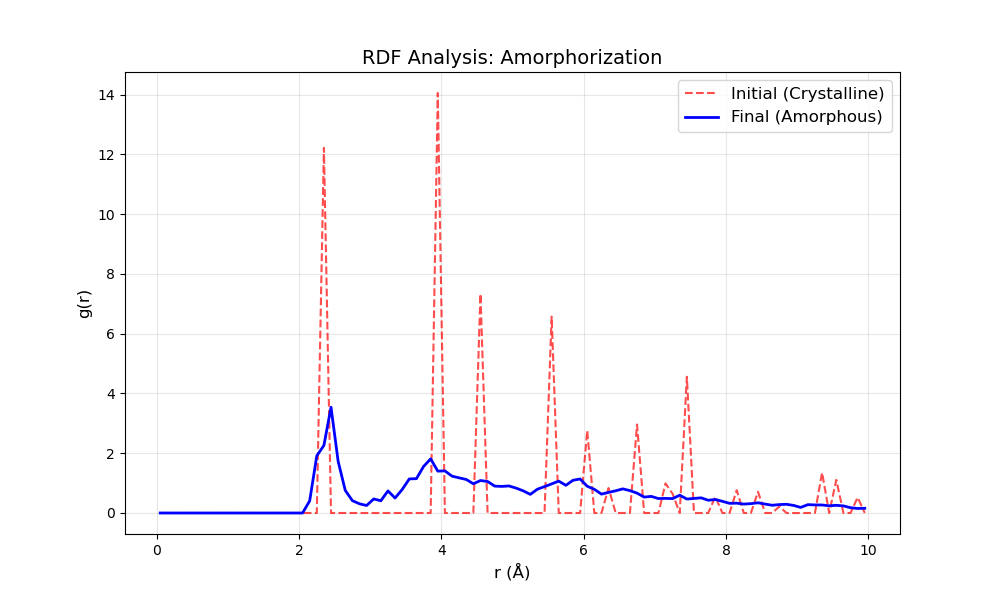 RDF Analysis: Amorphorization
Initial (Crystalline)
Final (Amorphous)
g(r)
14
12
10
8
6
4
2
0
0 2 4 6 8 10
r (Å)